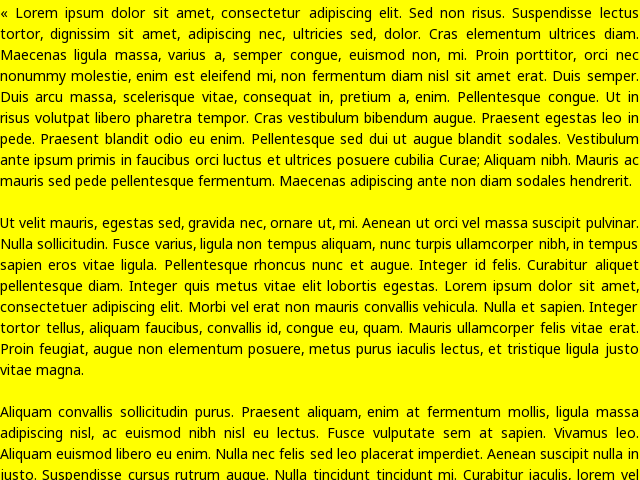 « Lorem ipsum dolor sit amet, consectetur adipiscing elit. Sed non risus. Suspendisse lectus
tortor, dignissim sit amet, adipiscing nec, ultricies sed, dolor. Cras elementum ultrices diam.
Maecenas ligula massa, varius a, semper congue, euismod non, mi. Proin porttitor, orci nec
nonummy molestie, enim est eleifend mi, non fermentum diam nisl sit amet erat. Duis semper.
Duis arcu massa, scelerisque vitae, consequat in, pretium a, enim. Pellentesque congue. Ut in
risus volutpat libero pharetra tempor. Cras vestibulum bibendum augue. Praesent egestas leo in
pede. Praesent blandit odio eu enim. Pellentesque sed dui ut augue blandit sodales. Vestibulum
ante ipsum primis in faucibus orci luctus et ultrices posuere cubilia Curae; Aliquam nibh. Mauris ac
mauris sed pede pellentesque fermentum. Maecenas adipiscing ante non diam sodales hendrerit.
Ut velit mauris, egestas sed, gravida nec, ornare ut, mi. Aenean ut orci vel massa suscipit pulvinar.
Nulla sollicitudin. Fusce varius, ligula non tempus aliquam, nunc turpis ullamcorper nibh, in tempus
sapien eros vitae ligula. Pellentesque rhoncus nunc et augue. Integer id felis. Curabitur aliquet
pellentesque diam. Integer quis metus vitae elit lobortis egestas. Lorem ipsum dolor sit amet,
consectetuer adipiscing elit. Morbi vel erat non mauris convallis vehicula. Nulla et sapien. Integer
tortor tellus, aliquam faucibus, convallis id, congue eu, quam. Mauris ullamcorper felis vitae erat.
Proin feugiat, augue non elementum posuere, metus purus iaculis lectus, et tristique ligula justo
vitae magna.
Aliquam convallis sollicitudin purus. Praesent aliquam, enim at fermentum mollis, ligula massa
adipiscing nisl, ac euismod nibh nisl eu lectus. Fusce vulputate sem at sapien. Vivamus leo.
Aliquam euismod libero eu enim. Nulla nec felis sed leo placerat imperdiet. Aenean suscipit nulla in
justo. Suspendisse cursus rutrum augue. Nulla tincidunt tincidunt mi. Curabitur iaculis, lorem vel